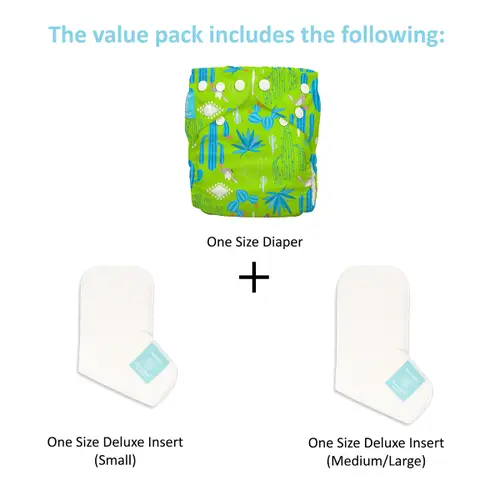 The value pack includes the following:
One Size Diaper
+
One Size Deluxe Insert
(Small)
One Size Deluxe Insert
(Medium/Large)